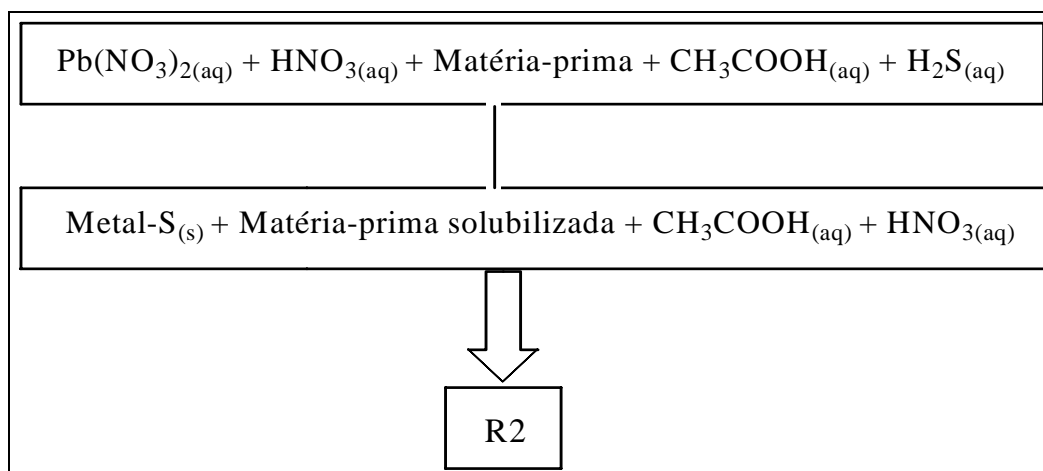 Pb(NO₃)₂(aq) + HNO₃(aq) + Matéria-prima + CH₃COOH(aq) + H₂S(aq)
Metal-S(s) + Matéria-prima solubilizada + CH₃COOH(aq) + HNO₃(aq)
R2